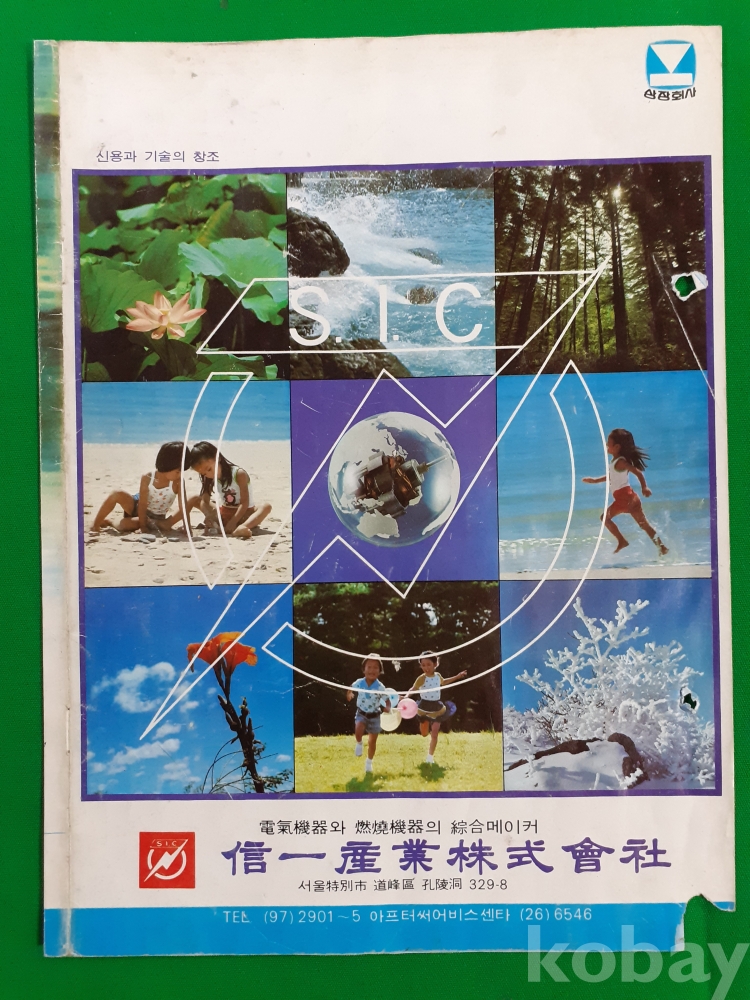 상장회사
신용과 기술의 창조
S.I.C
電氣機器와 燃燒機器의 綜合메이커
S.I.C
信一産業株式會社
서울特別市 道峰區 孔陵洞 329-8
TEL (97) 2901~5 아프터써어비스센타 (26) 6546
kobay